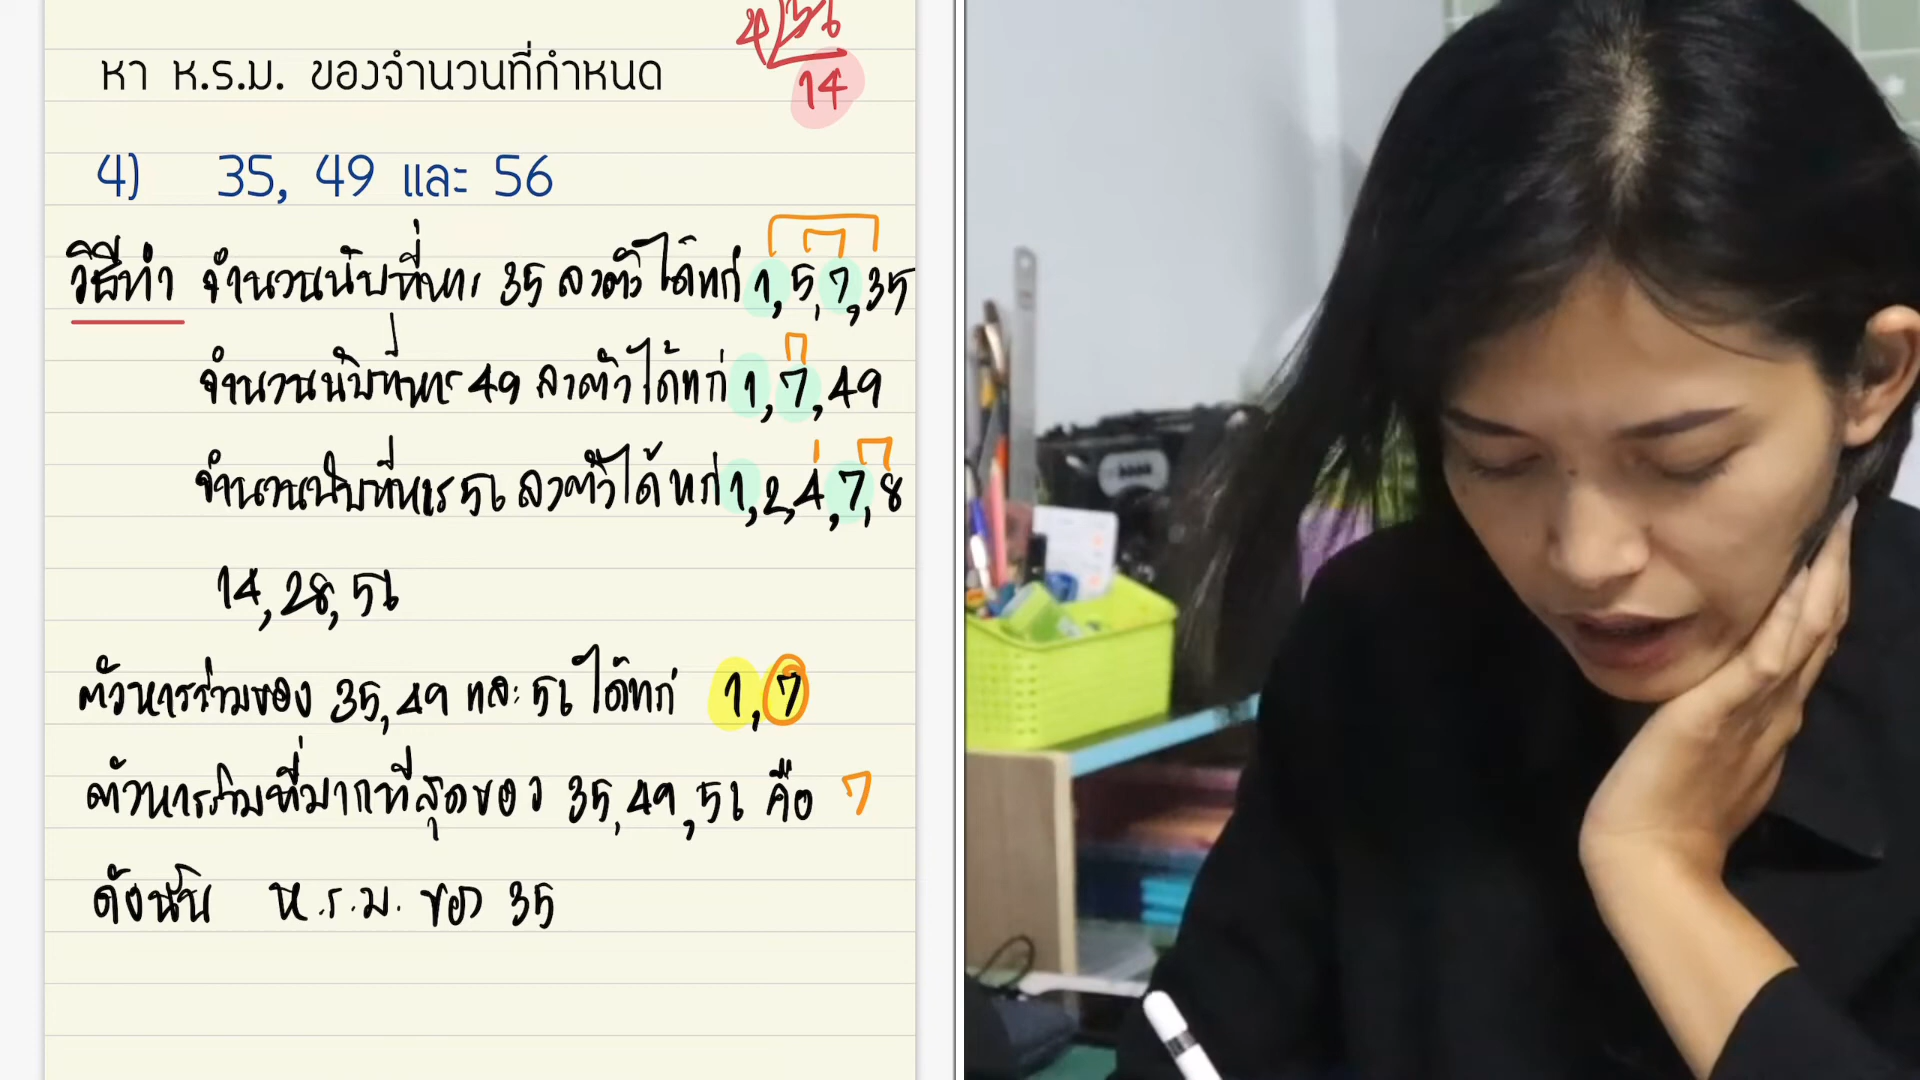 4 56
14
หา ห.ร.ม. ของจำนวนที่กำหนด
4) 35, 49 และ 56
วิธีทำ จำนวนนับที่หาร 35 ลงตัว ได้แก่ 1, 5, 7, 35
จำนวนนับที่หาร 49 ลงตัว ได้แก่ 1, 7, 49
จำนวนนับที่หาร 56 ลงตัวได้ แก่ 1, 2, 4, 7, 8
14, 28, 56
ตัวหารร่วมของ 35, 49 และ 56 ได้แก่ 1, 7
ตัวหารร่วมที่มากที่สุดของ 35, 49, 56 คือ 7
ดังนั้น ห.ร.ม. ของ 35